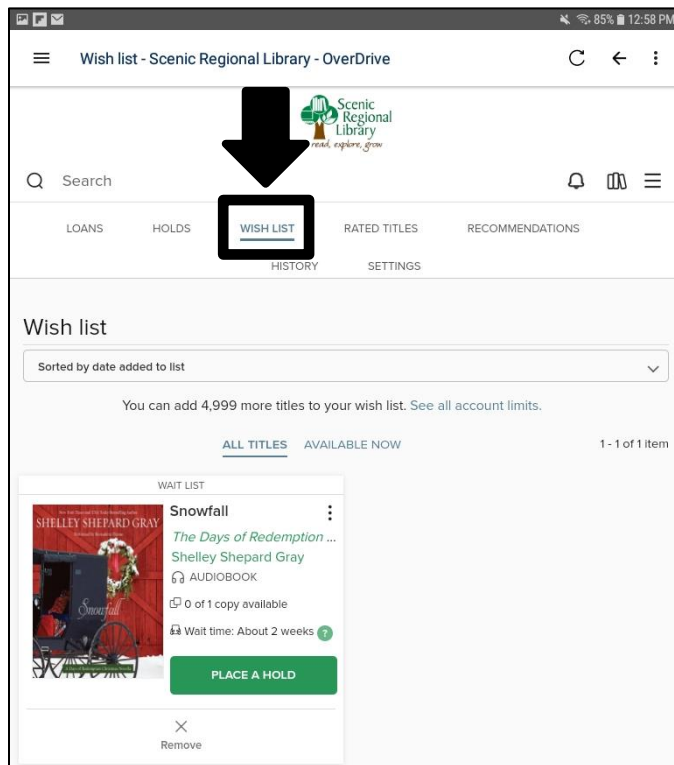 85% 12:58 PM
Wish list - Scenic Regional Library - OverDrive
Scenic
Regional
Library
read, explore, grow
Search
LOANS HOLDS WISH LIST RATED TITLES RECOMMENDATIONS
HISTORY SETTINGS
Wish list
Sorted by date added to list
You can add 4,999 more titles to your wish list. See all account limits.
ALL TITLES AVAILABLE NOW 1 - 1 of 1 item
WAIT LIST
SHELLEY SHEPARD GRAY
Snowfall
Snowfall
The Days of Redemption ...
Shelley Shepard Gray
AUDIOBOOK
0 of 1 copy available
Wait time: About 2 weeks ?
PLACE A HOLD
Remove